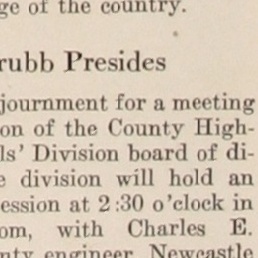 ge of the country.
rubb Presides
journment for a meeting
on of the County High-
ls' Division board of di-
e division will hold an
ession at 2:30 o'clock in
om, with Charles E.
nty engineer, Newcastle